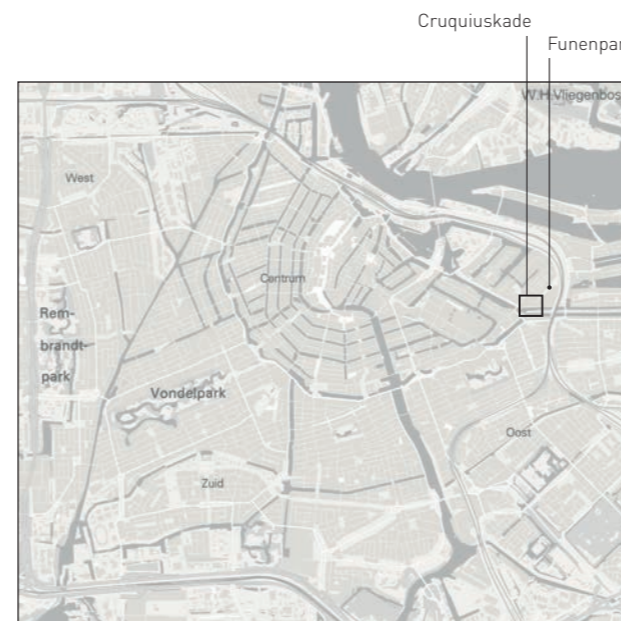 Cruquiuskade
Funenpar
W.H.Vliegenbos
West
Centrum
Rem-
brandt-
park
Vondelpark
Oost
Zuid